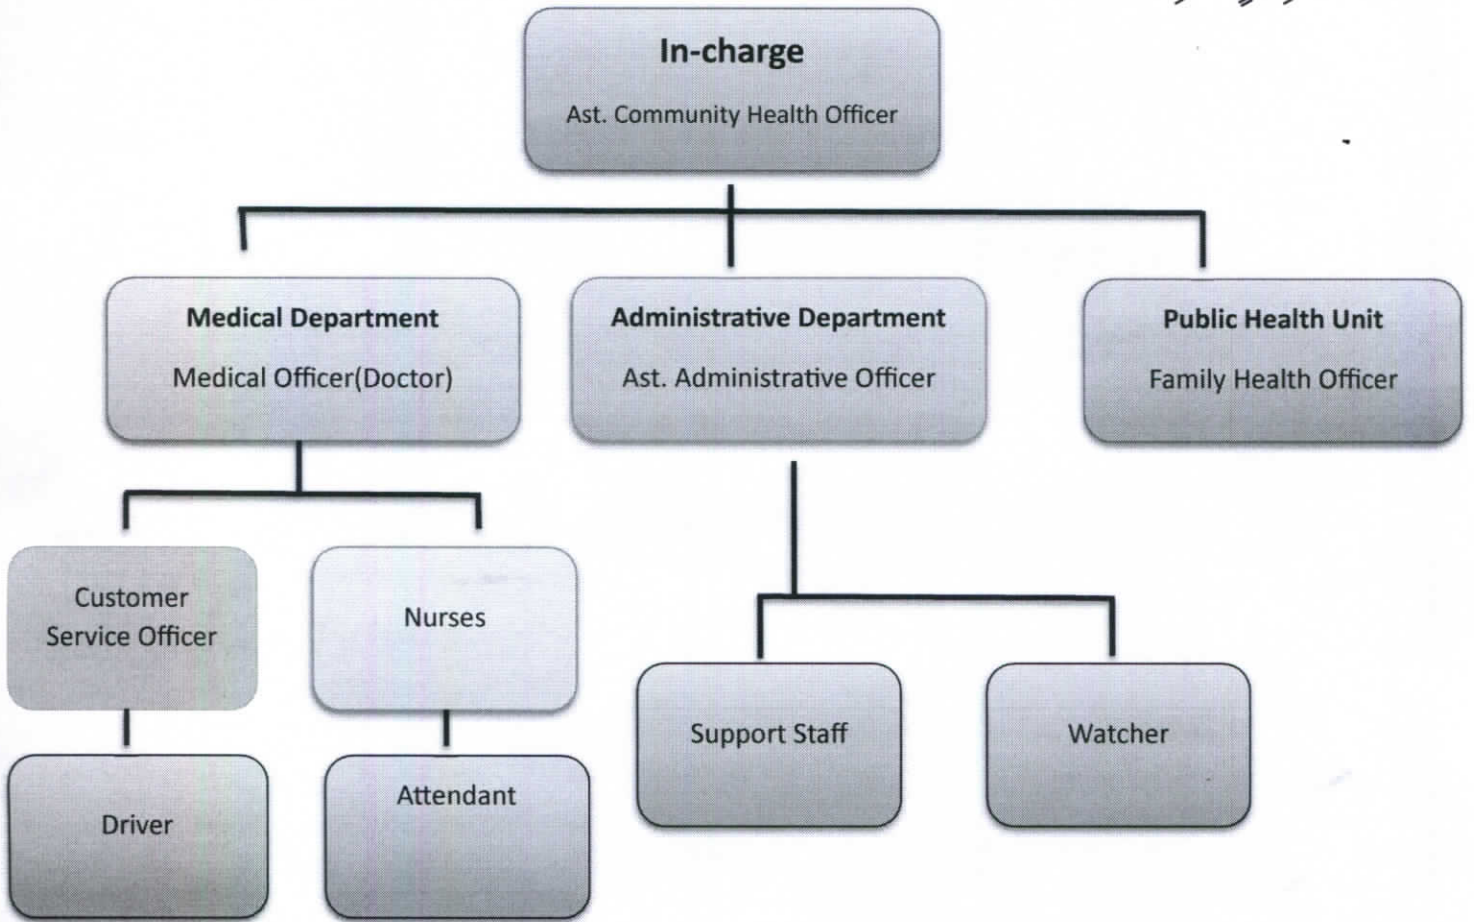 In-charge
Ast. Community Health Officer
Medical Department
Medical Officer(Doctor)
Administrative Department
Ast. Administrative Officer
Public Health Unit
Family Health Officer
Customer
Service Officer
Nurses
Support Staff
Watcher
Driver
Attendant